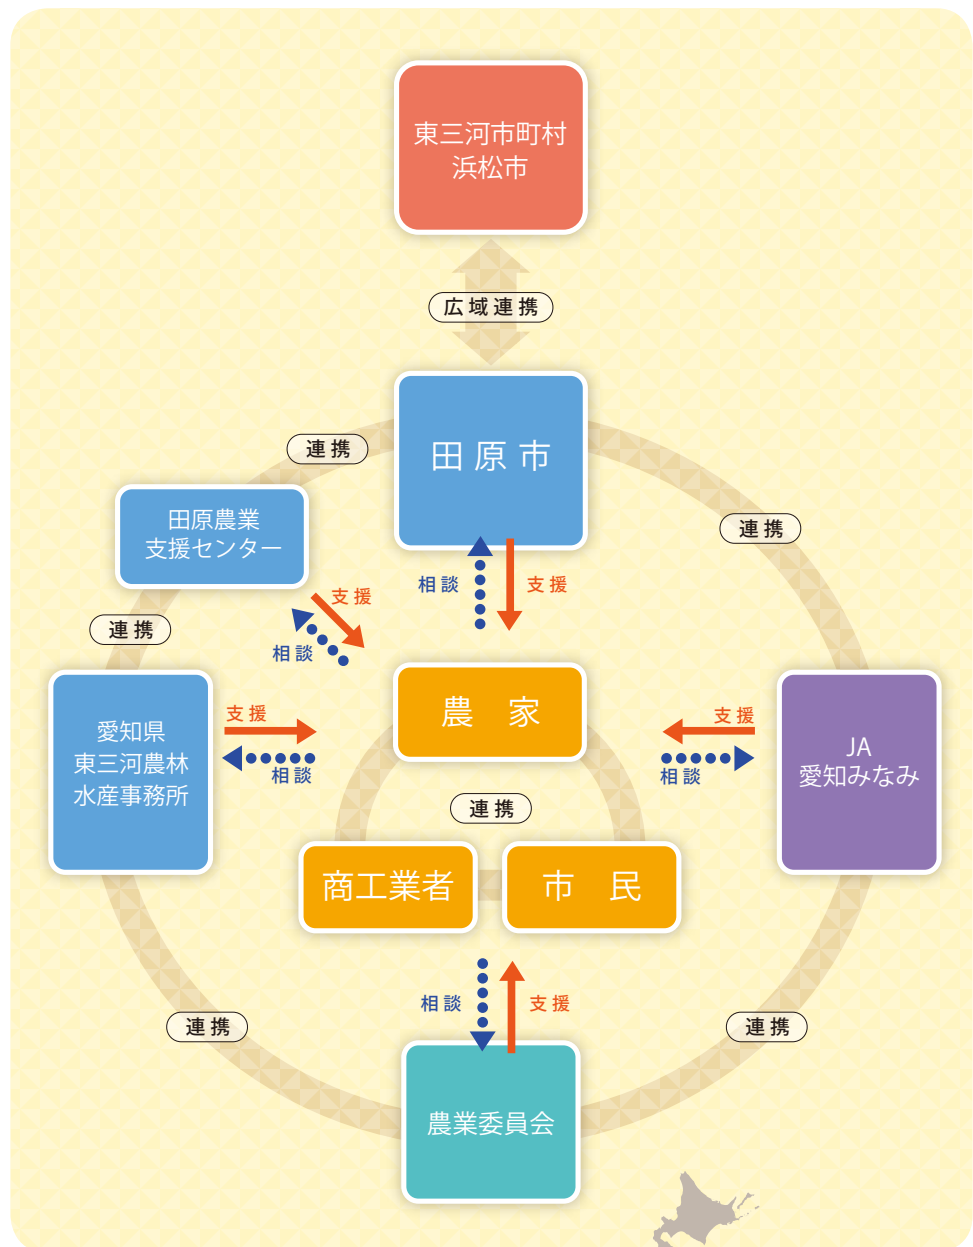 東三河市町村
浜松市
広域連携
田原市
連携
連携
田原農業
支援センター
相談
支援
支援
相談
連携
愛知県
東三河農林
水産事務所
支援
相談
農　家
支援
相談
JA
愛知みなみ
連携
商工業者
市　民
相談
支援
連携
連携
農業委員会